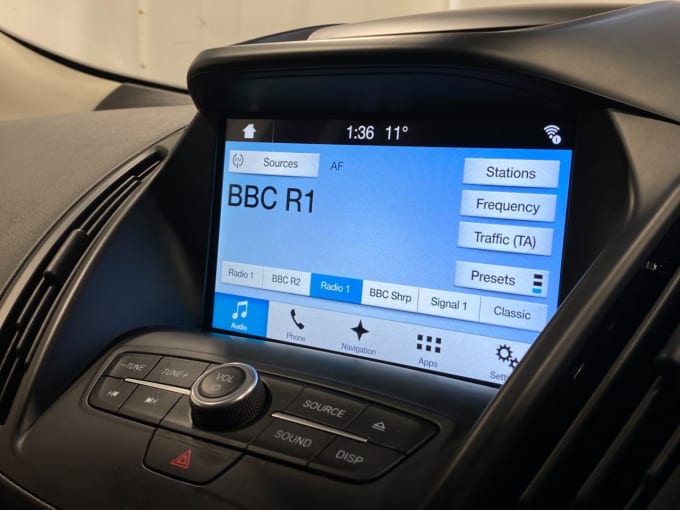 1:36 11°
Sources AF Stations
BBC R1
Frequency
Traffic (TA)
Presets
Radio 1 BBC R2 Radio 1 BBC Shrp Signal 1 Classic
Audio Phone Navigation Apps
–TUNE TUNE+ VOL SOURCE
SOUND DISP